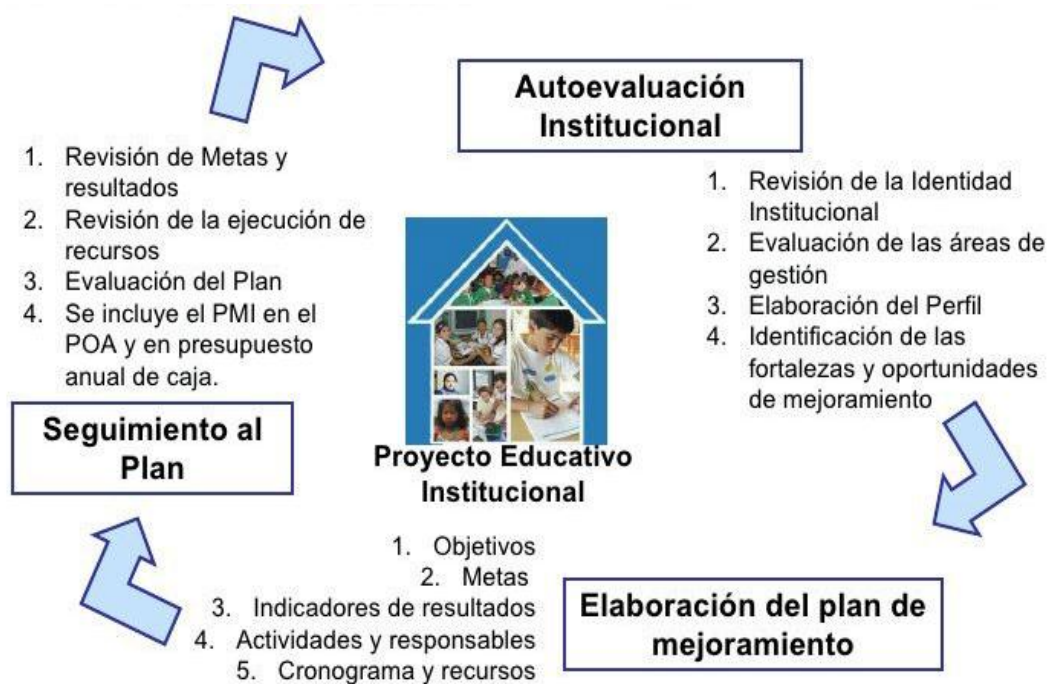 Autoevaluación
Institucional
1. Revisión de la Identidad
Institucional
2. Evaluación de las áreas de
gestión
3. Elaboración del Perfil
4. Identificación de las
fortalezas y oportunidades
de mejoramiento
Elaboración del plan de
mejoramiento
1. Objetivos
2. Metas
3. Indicadores de resultados
4. Actividades y responsables
5. Cronograma y recursos
Seguimiento al
Plan
1. Revisión de Metas y
resultados
2. Revisión de la ejecución de
recursos
3. Evaluación del Plan
4. Se incluye el PMI en el
POA y en presupuesto
anual de caja.
Proyecto Educativo
Institucional